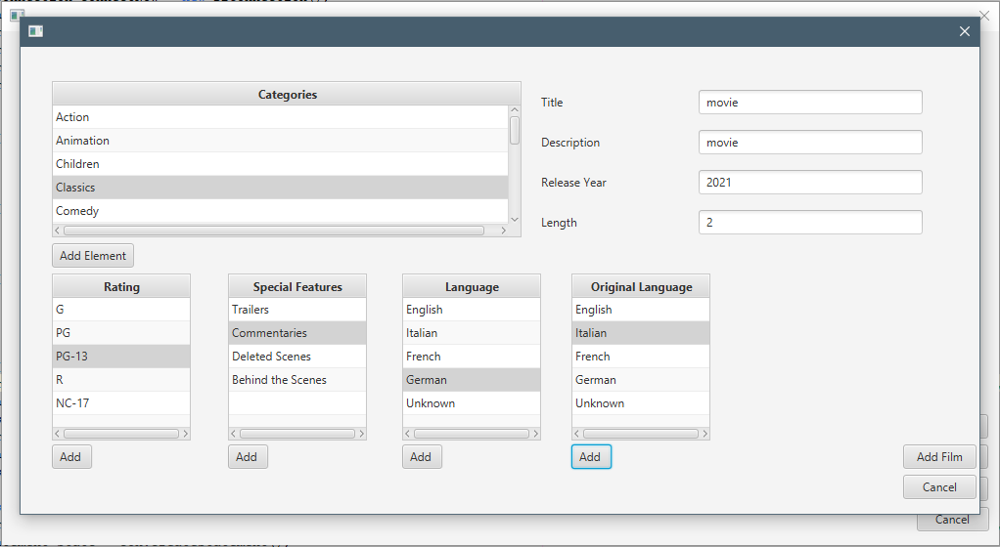 Categories
Action
Animation
Children
Classics
Comedy
Add Element
Title
movie
Description
movie
Release Year
2021
Length
2
Rating
G
PG
PG-13
R
NC-17
Add
Special Features
Trailers
Commentaries
Deleted Scenes
Behind the Scenes
Add
Language
English
Italian
French
German
Unknown
Add
Original Language
English
Italian
French
German
Unknown
Add
Add Film
Cancel
Cancel